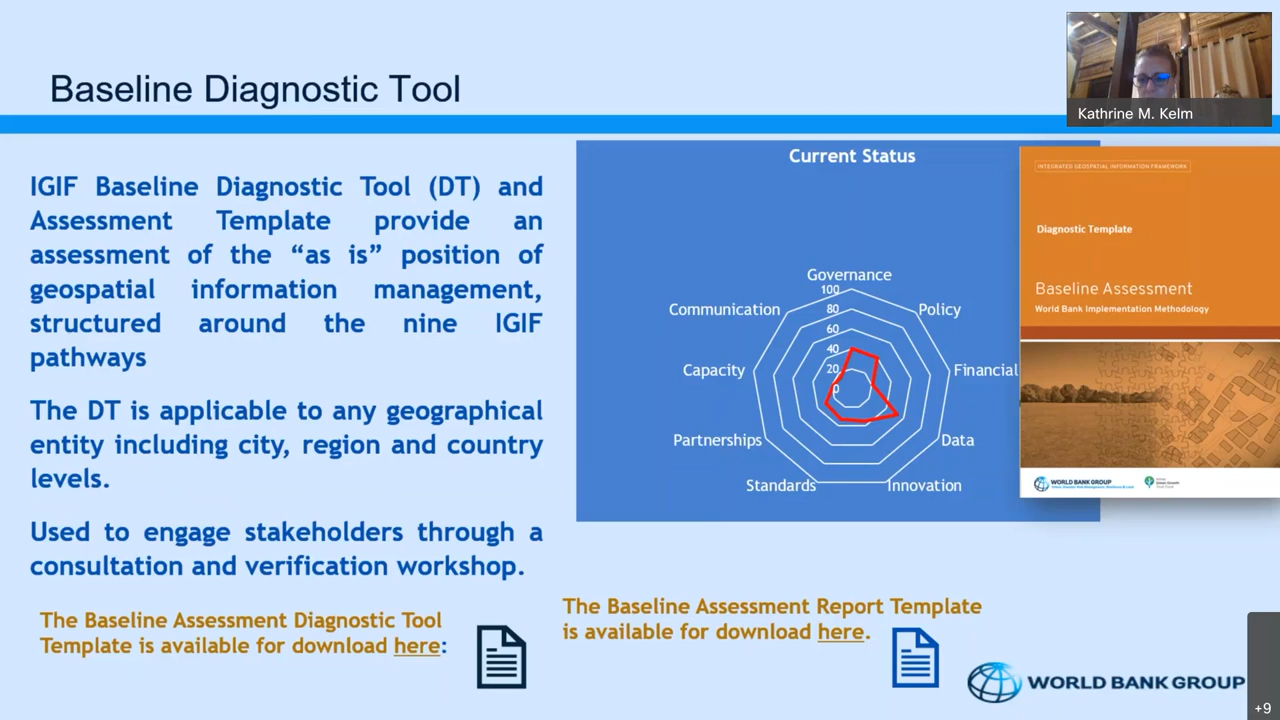 Baseline Diagnostic Tool
Kathrine M. Kelm
IGIF Baseline Diagnostic Tool (DT) and
Assessment Template provide an
assessment of the “as is” position of
geospatial information management,
structured around the nine IGIF
pathways
The DT is applicable to any geographical
entity including city, region and country
levels.
Used to engage stakeholders through a
consultation and verification workshop.
The Baseline Assessment Diagnostic Tool
Template is available for download here:
Current Status
Governance
Policy
Financial
Data
Innovation
Standards
Partnerships
Capacity
Communication
100
80
60
40
20
0
INTEGRATED GEOSPATIAL INFORMATION FRAMEWORK
Diagnostic Template
Baseline Assessment
World Bank Implementation Methodology
WORLD BANK GROUP
The Baseline Assessment Report Template
is available for download here.
WORLD BANK GROUP
+9